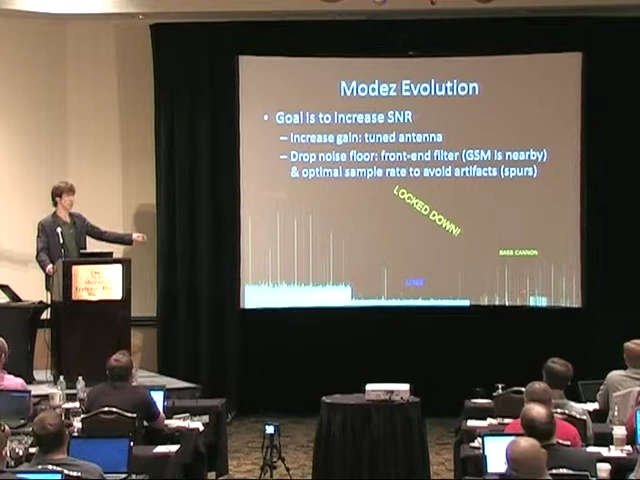 Modez Evolution
• Goal is to increase SNR
– Increase gain: tuned antenna
– Drop noise floor: front-end filter (GSM is nearby)
& optimal sample rate to avoid artifacts (spurs)
LOCKED DOWN!
BASS CANNON